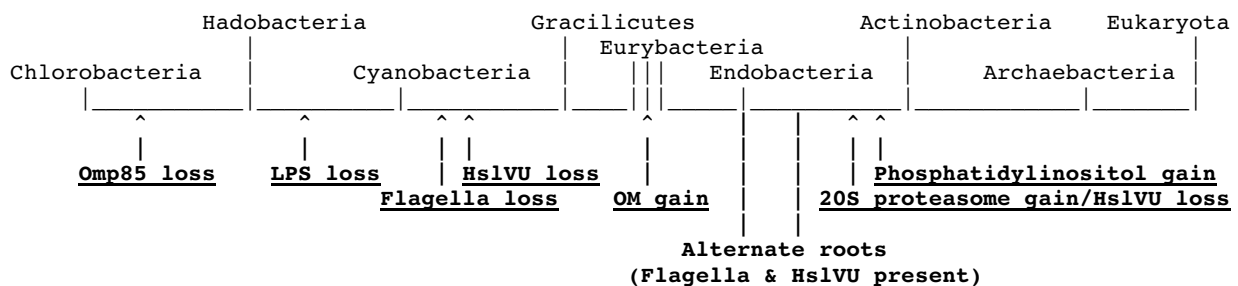 Hadobacteria Gracilicutes Actinobacteria Eukaryota
Eurybacteria
Chlorobacteria Cyanobacteria Endobacteria Archaebacteria
Omp85 loss LPS loss HslVU loss Phosphatidylinositol gain
Flagella loss OM gain 20S proteasome gain/HslVU loss
Alternate roots
(Flagella & HslVU present)